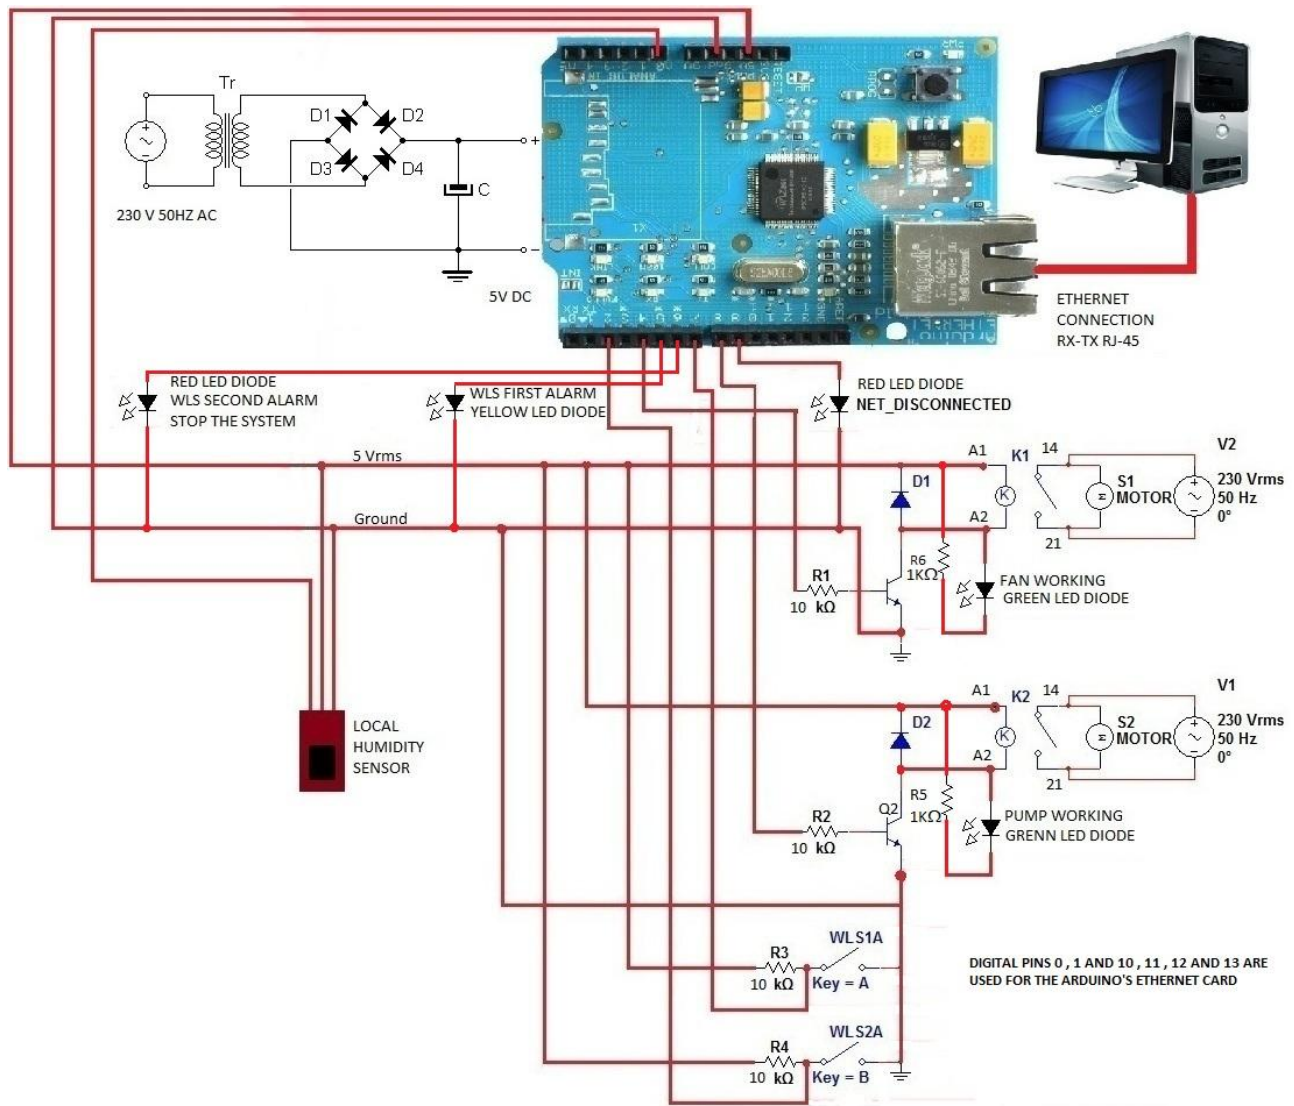 Tr
D1
D2
D3
D4
C
+
-
230 V 50HZ AC
5V DC
ETHERNET
CONNECTION
RX-TX RJ-45
RED LED DIODE
WLS SECOND ALARM
STOP THE SYSTEM
WLS FIRST ALARM
YELLOW LED DIODE
RED LED DIODE
NET_DISCONNECTED
5 Vrms
Ground
D1
A1
K1
14
K
A2
21
S1
MOTOR
V2
230 Vrms
50 Hz
0°
R1
10 kΩ
R6
1KΩ
FAN WORKING
GREEN LED DIODE
LOCAL
HUMIDITY
SENSOR
D2
A1
K2
14
K
A2
21
S2
MOTOR
V1
230 Vrms
50 Hz
0°
R2
10 kΩ
Q2
R5
1KΩ
PUMP WORKING
GRENN LED DIODE
WLS1A
R3
10 kΩ
Key = A
WLS2A
R4
10 kΩ
Key = B
DIGITAL PINS 0 , 1 AND 10 , 11 , 12 AND 13 ARE
USED FOR THE ARDUINO'S ETHERNET CARD